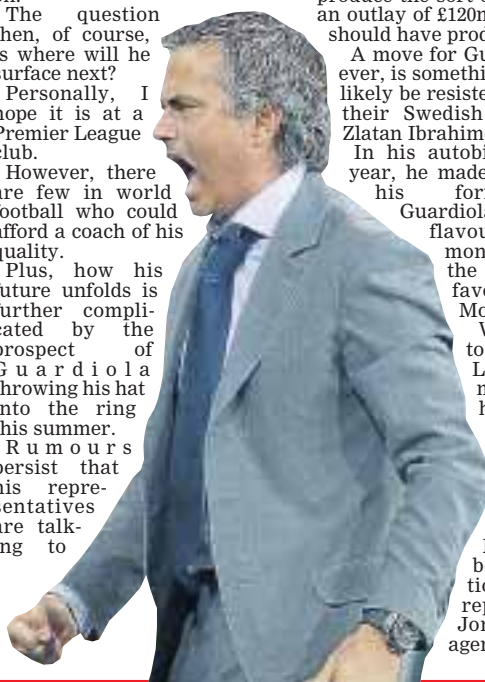 The question
then, of course,
is where will he
surface next?
Personally, I
hope it is at a
Premier League
club.
However, there
are few in world
football who could
afford a coach of his
quality.
Plus, how his
future unfolds is
further compli-
cated by the
prospect of
Guardiola
throwing his hat
into the ring
this summer.
Rumours
persist that
his repre-
sentatives
are talk-
ing to
an outlay of £120m
should have prod
A move for Gu
ever, is somethi
likely be resiste
their Swedish
Zlatan Ibrahim
In his autobi
year, he made
his for
Guardiola
flavou
mon
the
fav
Mo
W
to
L
h
b
tio
rep
Jor
agen